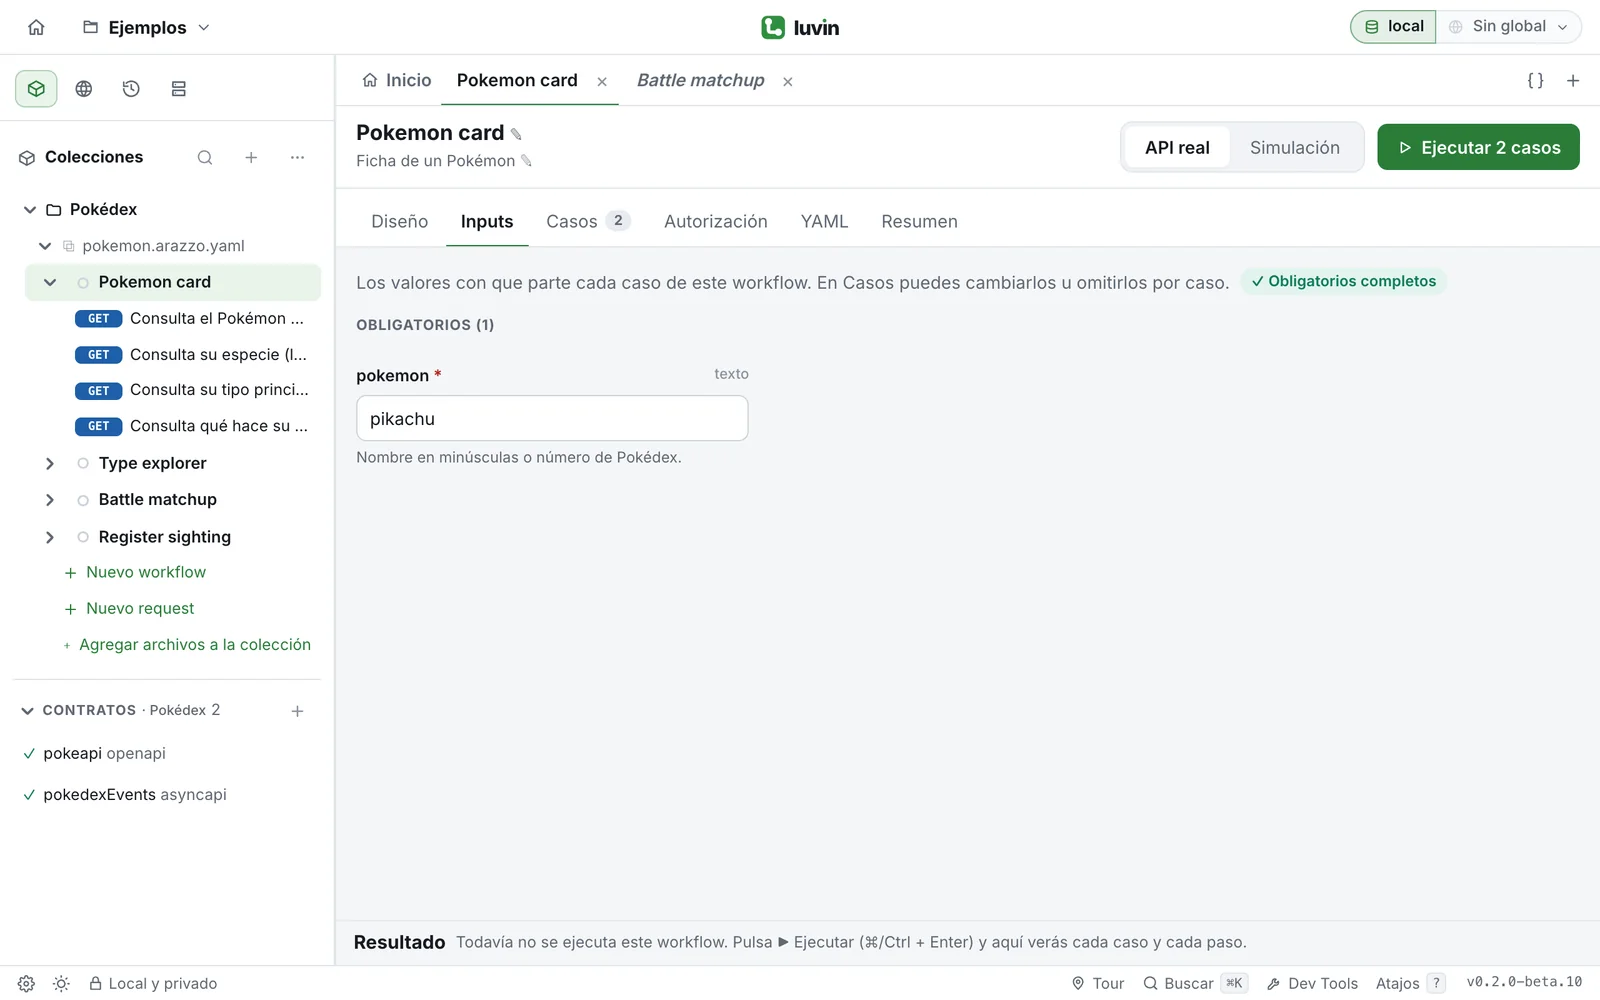 Ejemplos
luvin
local
Sin global
Inicio
Pokemon card
Battle matchup
{ }
Colecciones
Pokédex
pokemon.arazzo.yaml
Pokemon card
GET Consulta el Pokémon ...
GET Consulta su especie (l...
GET Consulta su tipo princi...
GET Consulta qué hace su ...
Type explorer
Battle matchup
Register sighting
+ Nuevo workflow
+ Nuevo request
+ Agregar archivos a la colección
CONTRATOS · Pokédex 2
pokeapi openapi
pokedexEvents asyncapi
Pokemon card
Ficha de un Pokémon
API real
Simulación
Ejecutar 2 casos
Diseño
Inputs
Casos 2
Autorización
YAML
Resumen
Los valores con que parte cada caso de este workflow. En Casos puedes cambiarlos u omitirlos por caso.
✓ Obligatorios completos
OBLIGATORIOS (1)
pokemon *
texto
pikachu
Nombre en minúsculas o número de Pokédex.
Resultado Todavía no se ejecuta este workflow. Pulsa ▶ Ejecutar (⌘/Ctrl + Enter) y aquí verás cada caso y cada paso.
Local y privado
Tour
Buscar ⌘K
Dev Tools
Atajos ?
v0.2.0-beta.10